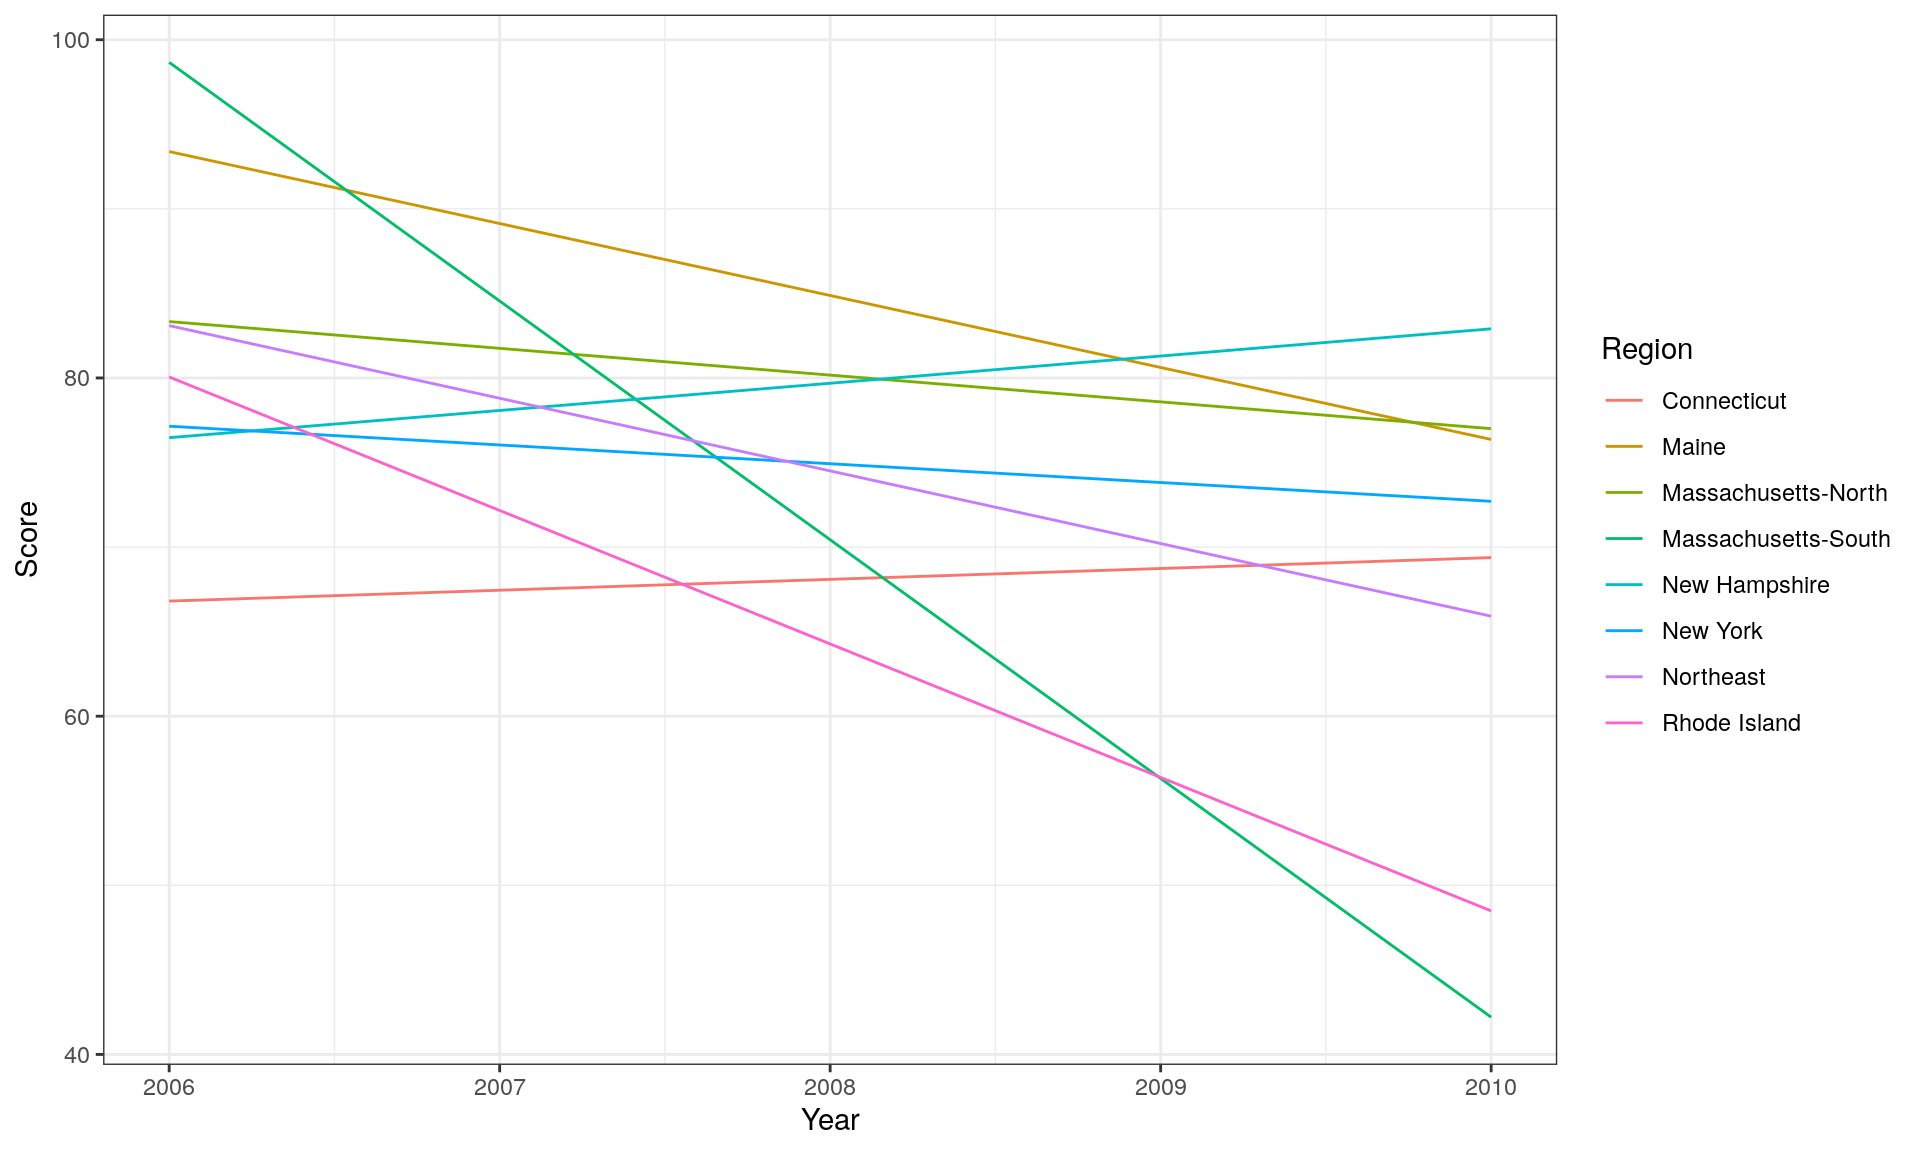 100
80
60
40
Score
2006 2007 2008 2009 2010
Year
Region
Connecticut
Maine
Massachusetts-North
Massachusetts-South
New Hampshire
New York
Northeast
Rhode Island